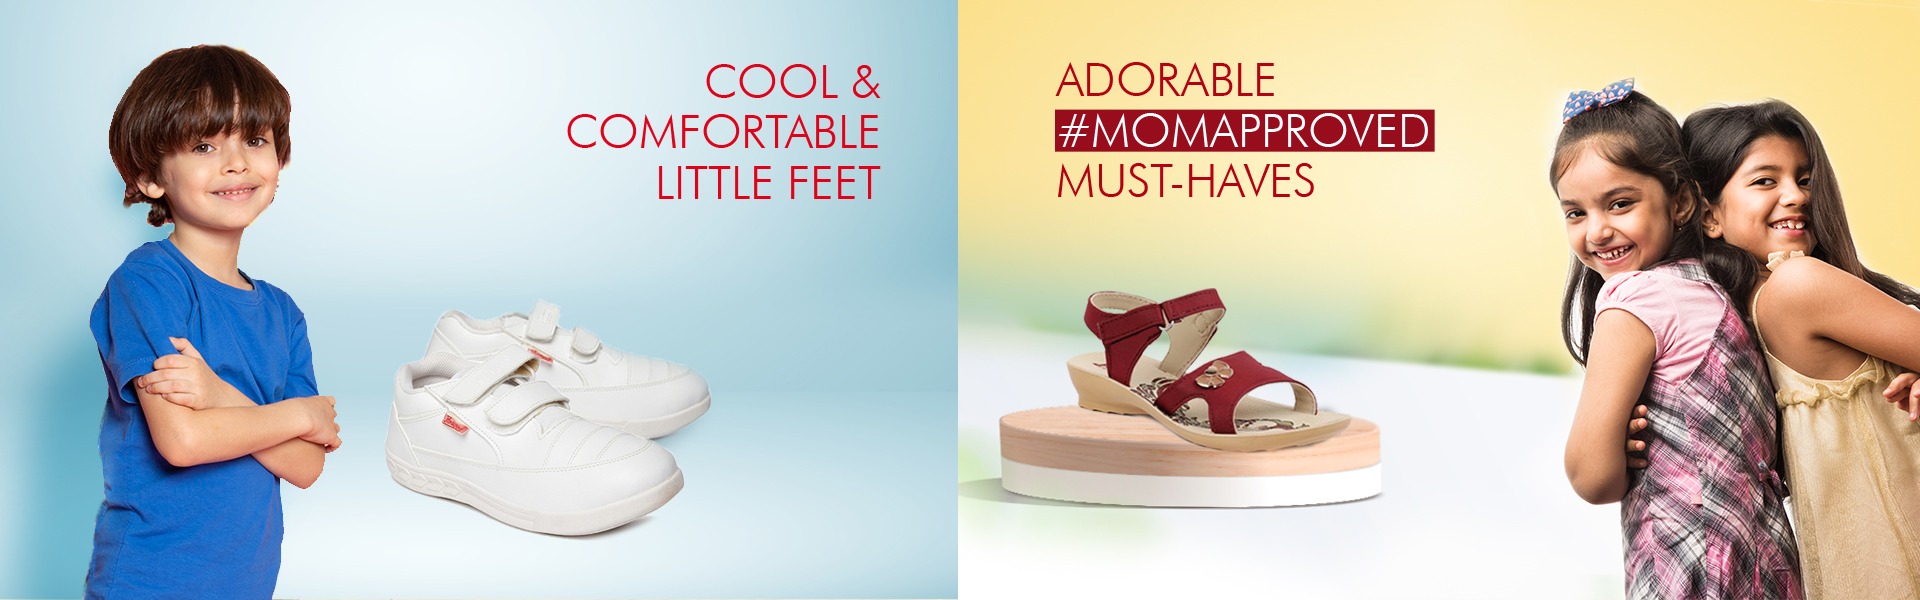 COOL &
COMFORTABLE
LITTLE FEET
ADORABLE
#MOMAPPROVED
MUST-HAVES